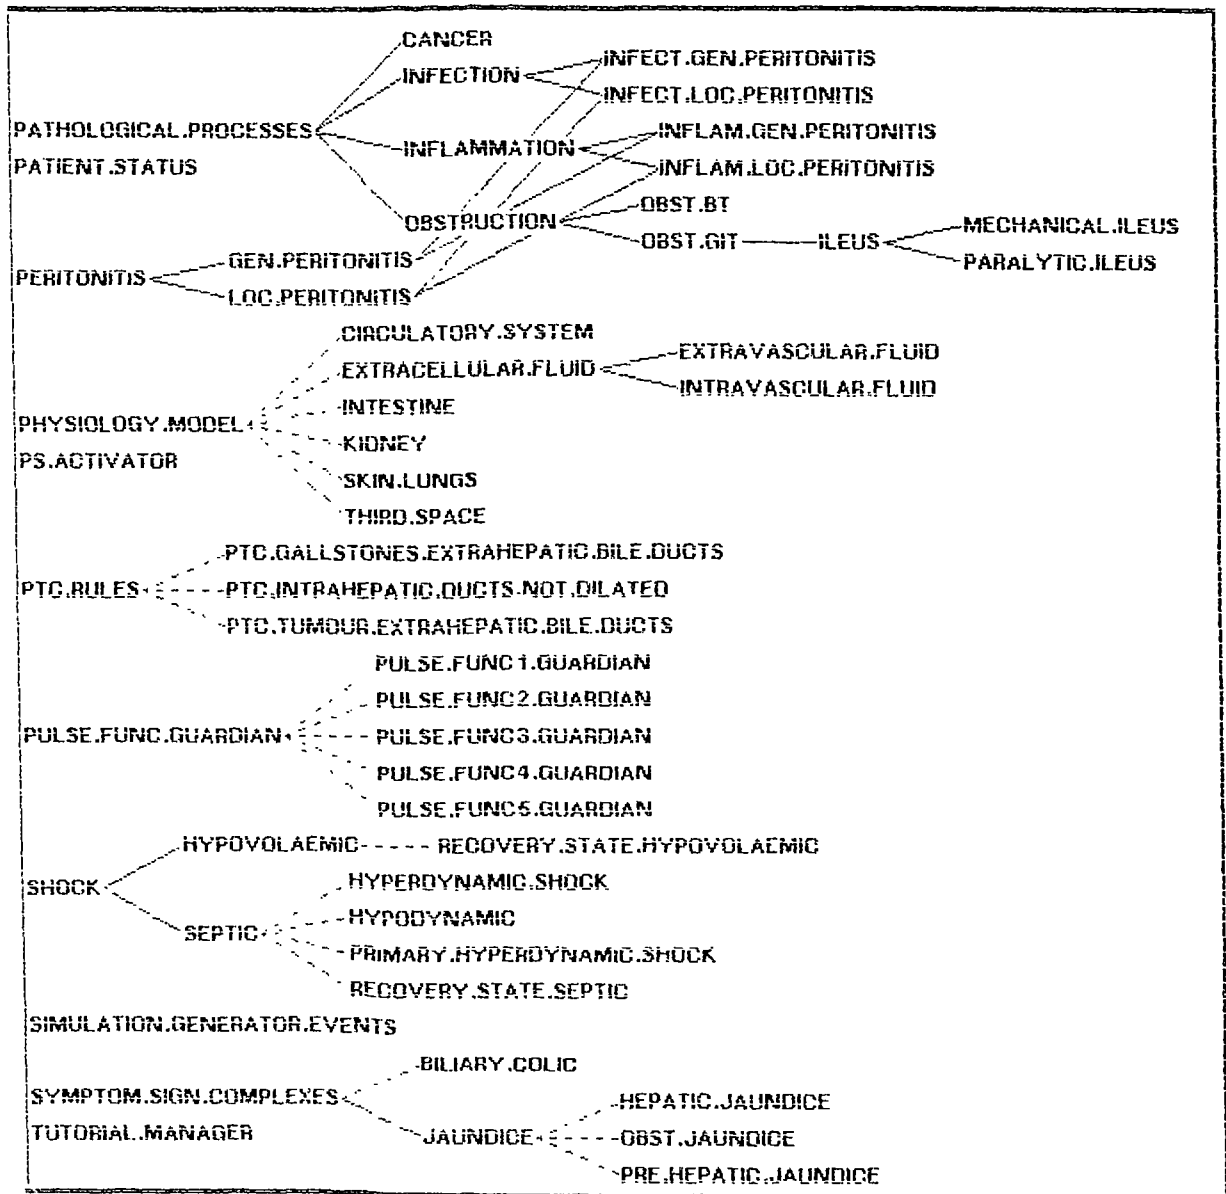 CANCER
INFECTION
INFECT.GEN.PERITONITIS
INFECT.LOC.PERITONITIS
PATHOLOGICAL.PROCESSES
INFLAMMATION
INFLAM.GEN.PERITONITIS
INFLAM.LOC.PERITONITIS
PATIENT.STATUS
OBSTRUCTION
OBST.BT
OBST.GIT
ILEUS
MECHANICAL.ILEUS
PARALYTIC.ILEUS
PERITONITIS
GEN.PERITONITIS
LOC.PERITONITIS
CIRCULATORY.SYSTEM
EXTRACELLULAR.FLUID
EXTRAVASCULAR.FLUID
INTRAVASCULAR.FLUID
INTESTINE
PHYSIOLOGY.MODEL
KIDNEY
PS.ACTIVATOR
SKIN.LUNGS
THIRD.SPACE
PTC.GALLSTONES.EXTRAHEPATIC.BILE.DUCTS
PTC.RULES
PTC.INTRAHEPATIC.DUCTS.NOT.DILATED
PTC.TUMOUR.EXTRAHEPATIC.BILE.DUCTS
PULSE.FUNC1.GUARDIAN
PULSE.FUNC2.GUARDIAN
PULSE.FUNC.GUARDIAN
PULSE.FUNC3.GUARDIAN
PULSE.FUNC4.GUARDIAN
PULSE.FUNC5.GUARDIAN
HYPOVOLAEMIC
RECOVERY.STATE.HYPOVOLAEMIC
SHOCK
HYPERDYNAMIC.SHOCK
HYPODYNAMIC
SEPTIC
PRIMARY.HYPERDYNAMIC.SHOCK
RECOVERY.STATE.SEPTIC
SIMULATION.GENERATOR.EVENTS
BILIARY.COLIC
SYMPTOM.SIGN.COMPLEXES
HEPATIC.JAUNDICE
TUTORIAL.MANAGER
JAUNDICE
OBST.JAUNDICE
PRE.HEPATIC.JAUNDICE